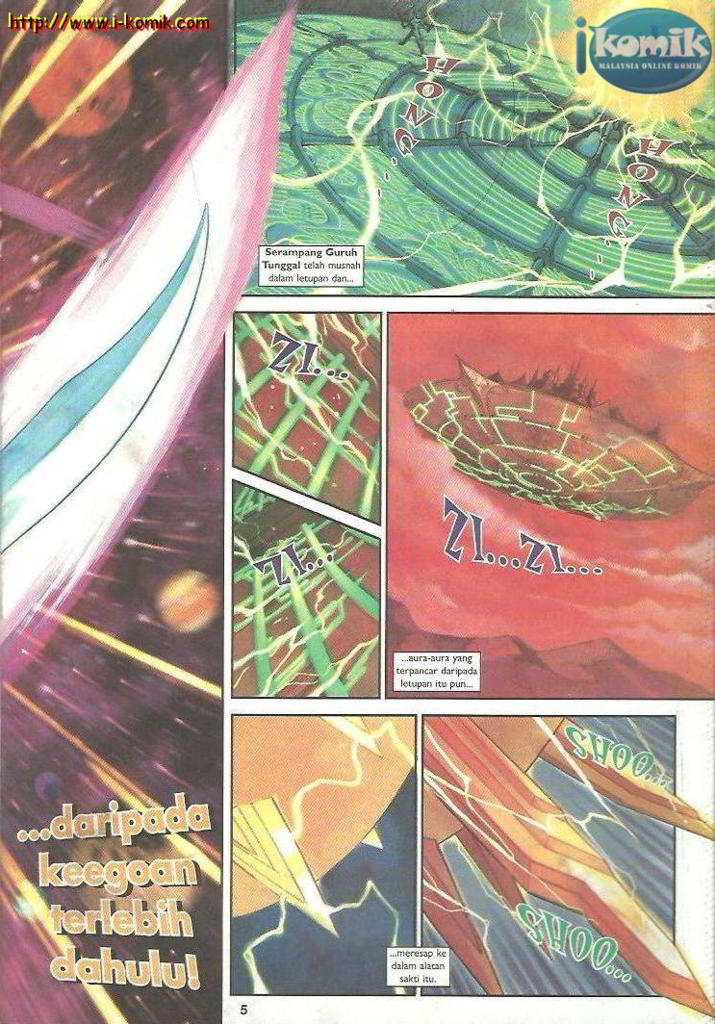 http://www.i-komik.com
ikomik
MALAYSIA ONLINE KOMIK
HONG...
HONG...
Serampang Guruh
Tunggal telah musnah
dalam letupan dan...
ZI...
ZI...
ZI...ZI...
...aura-aura yang
terpancar daripada
letupan itu pun...
...daripada
keegoan
terlebih
dahulu!
SHOO...
SHOO...
...meresap ke
dalam alatan
sakti itu.
5